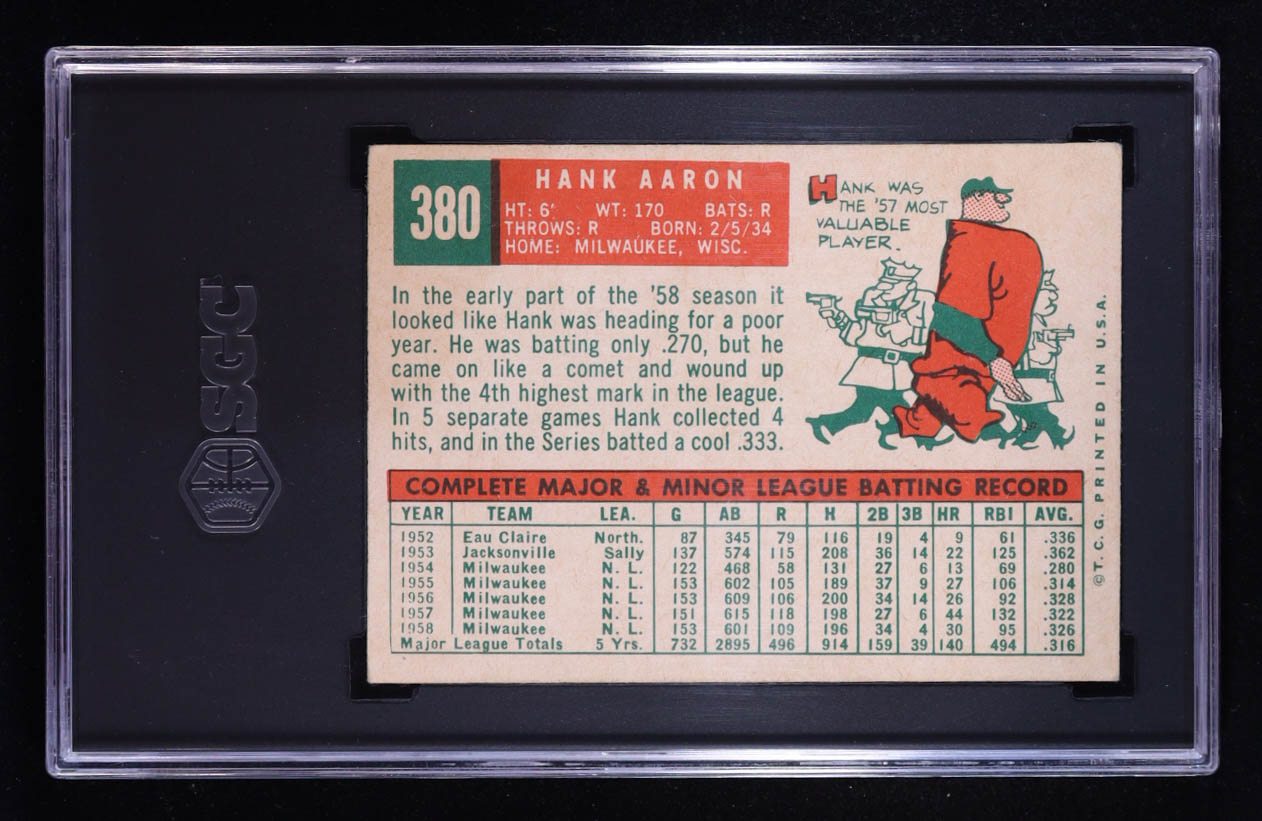 SGC
380
HANK AARON
HT: 6' WT: 170 BATS: R
THROWS: R BORN: 2/5/34
HOME: MILWAUKEE, WISC.
HANK WAS
THE '57 MOST
VALUABLE
PLAYER.
In the early part of the '58 season it
looked like Hank was heading for a poor
year. He was batting only .270, but he
came on like a comet and wound up
with the 4th highest mark in the league.
In 5 separate games Hank collected 4
hits, and in the Series batted a cool .333.
COMPLETE MAJOR & MINOR LEAGUE BATTING RECORD
YEAR TEAM LEA. G AB R H 2B 3B HR RBI AVG.
1952 Eau Claire North. 87 345 79 116 19 4 9 61 .336
1953 Jacksonville Sally 137 574 115 208 36 14 22 125 .362
1954 Milwaukee N. L. 122 468 58 131 27 6 13 69 .280
1955 Milwaukee N. L. 153 602 105 189 37 9 27 106 .314
1956 Milwaukee N. L. 153 609 106 200 34 14 26 92 .328
1957 Milwaukee N. L. 151 615 118 198 27 6 44 132 .322
1958 Milwaukee N. L. 153 601 109 196 34 4 30 95 .326
Major League Totals 5 Yrs. 732 2895 496 914 159 39 140 494 .316
©T.C.G. PRINTED IN U.S.A.